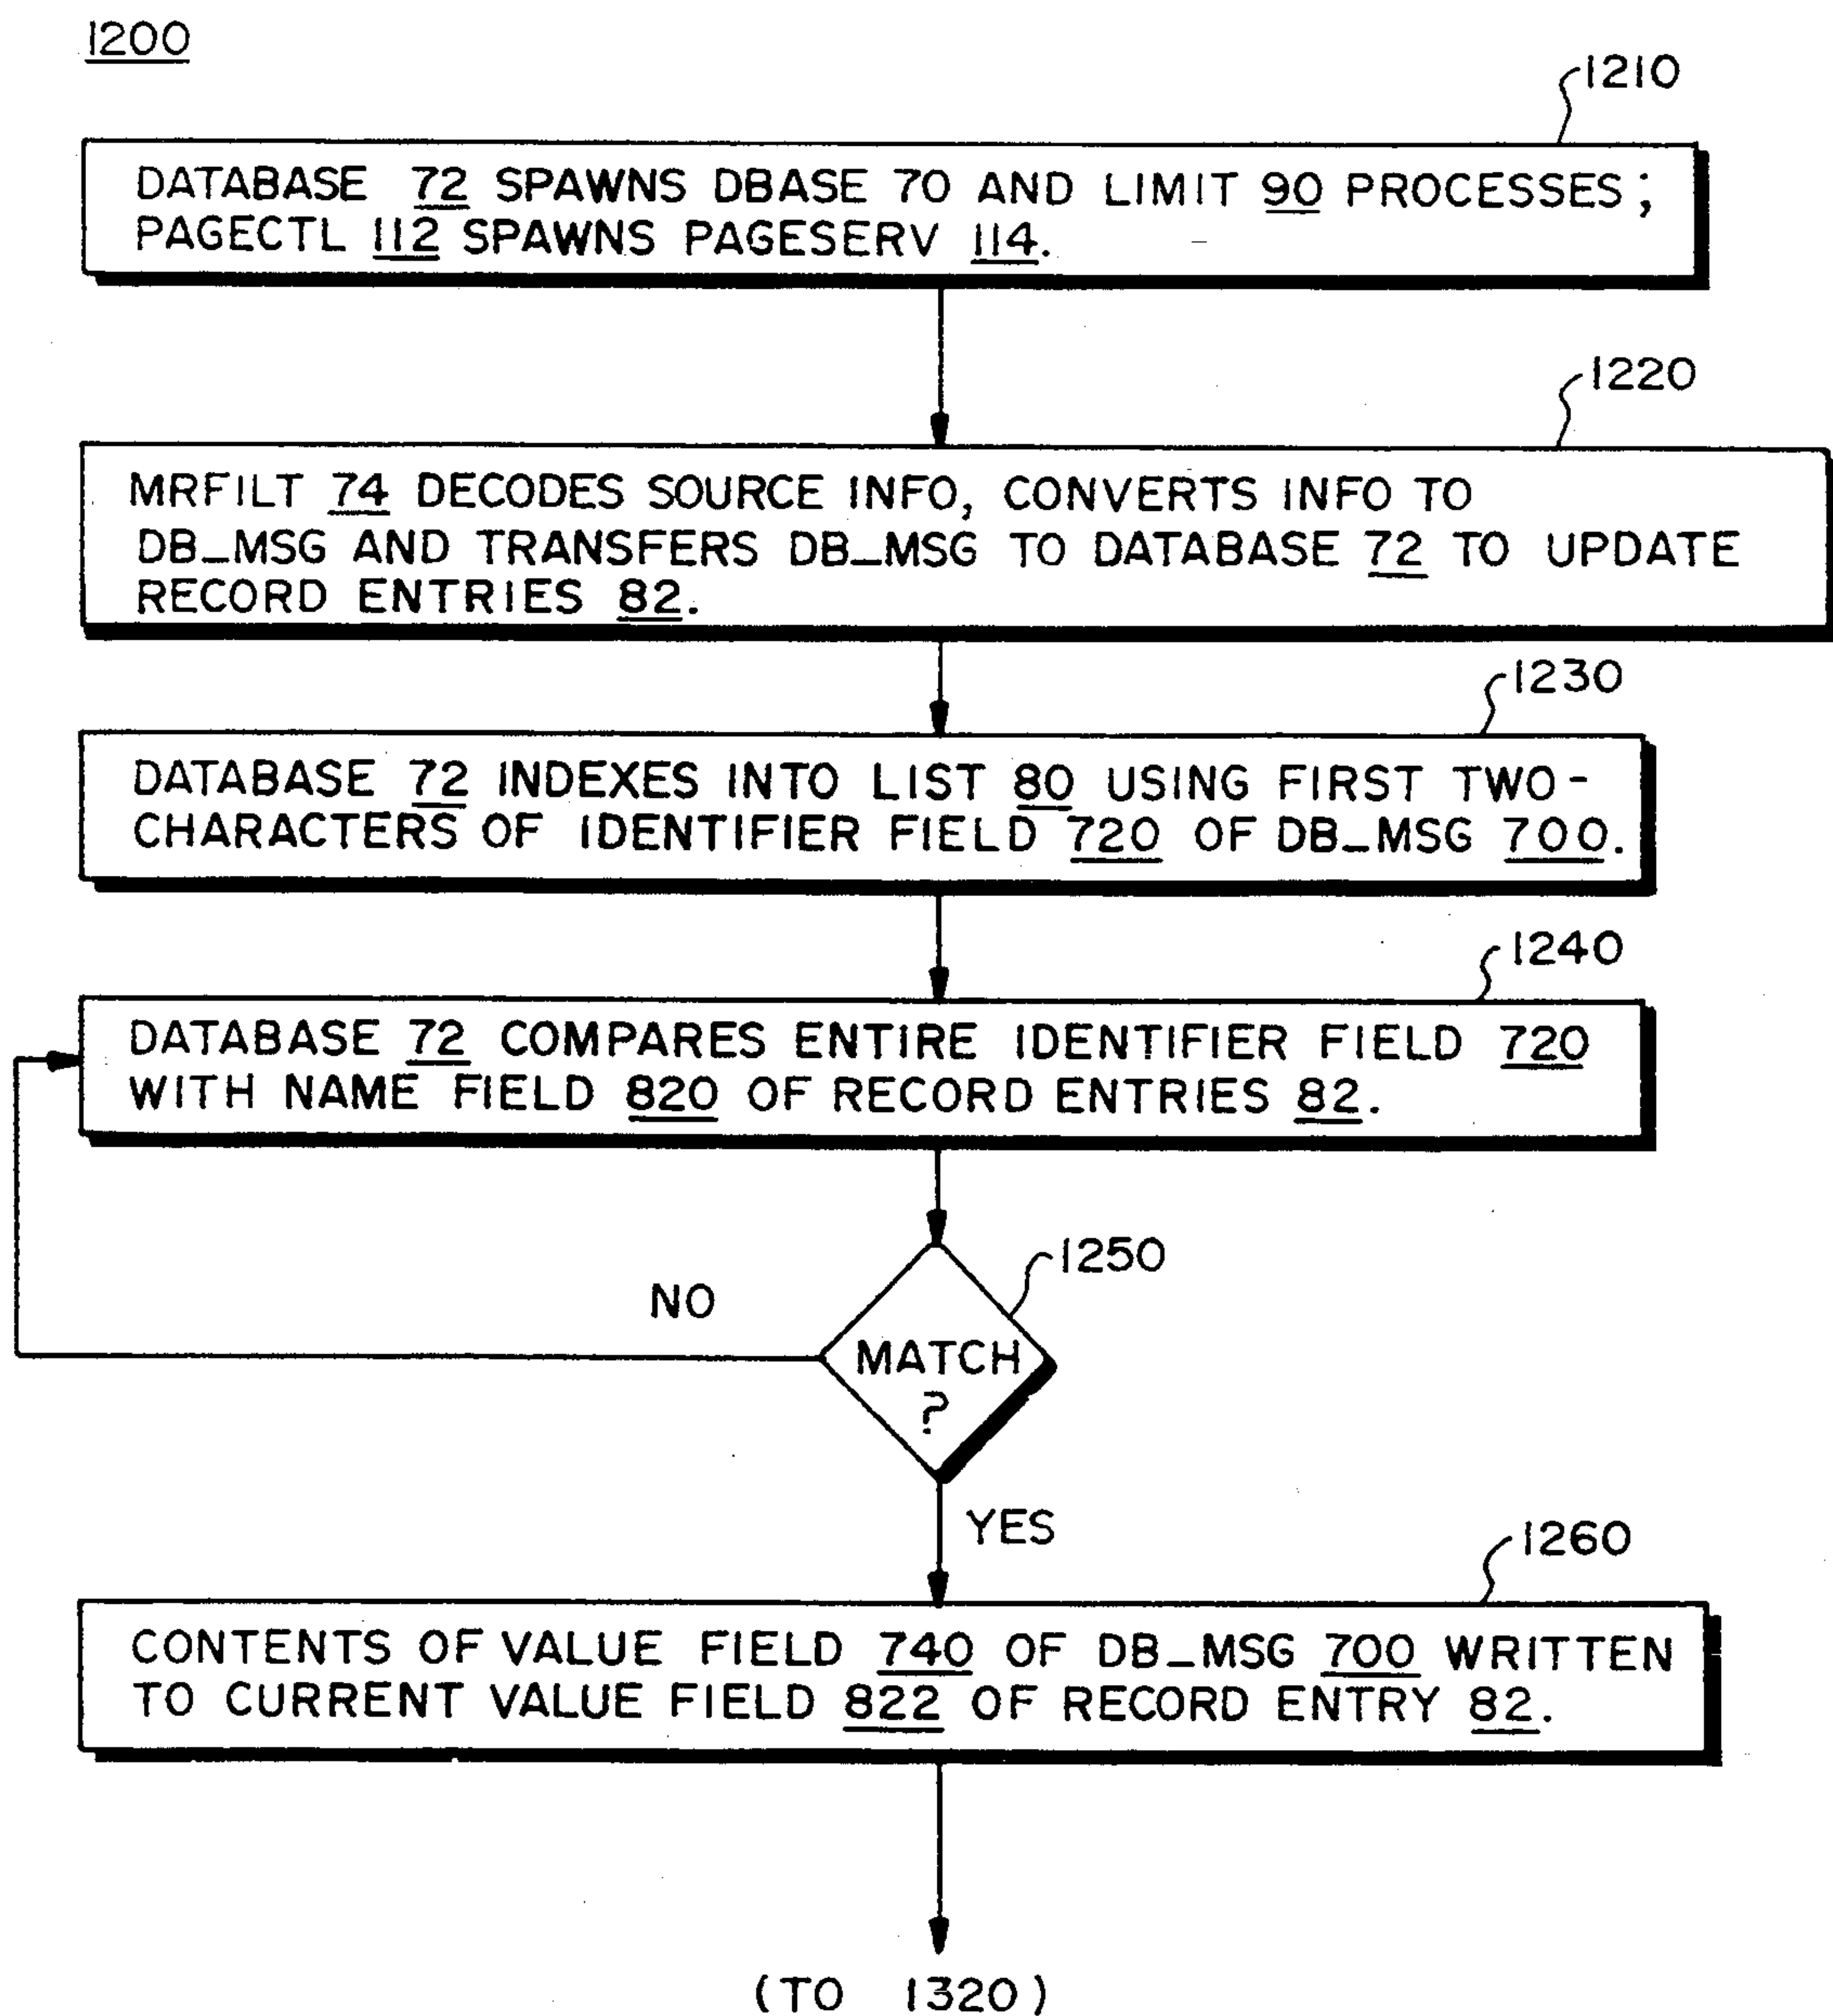 1200
1210
DATABASE 72 SPAWNS DBASE 70 AND LIMIT 90 PROCESSES;
PAGECTL 112 SPAWNS PAGESERV 114.
1220
MRFILT 74 DECODES SOURCE INFO, CONVERTS INFO TO
DB_MSG AND TRANSFERS DB_MSG TO DATABASE 72 TO UPDATE
RECORD ENTRIES 82.
1230
DATABASE 72 INDEXES INTO LIST 80 USING FIRST TWO-
CHARACTERS OF IDENTIFIER FIELD 720 OF DB_MSG 700.
1240
DATABASE 72 COMPARES ENTIRE IDENTIFIER FIELD 720
WITH NAME FIELD 820 OF RECORD ENTRIES 82.
1250
NO
MATCH
?
YES
1260
CONTENTS OF VALUE FIELD 740 OF DB_MSG 700 WRITTEN
TO CURRENT VALUE FIELD 822 OF RECORD ENTRY 82.
(TO 1320)